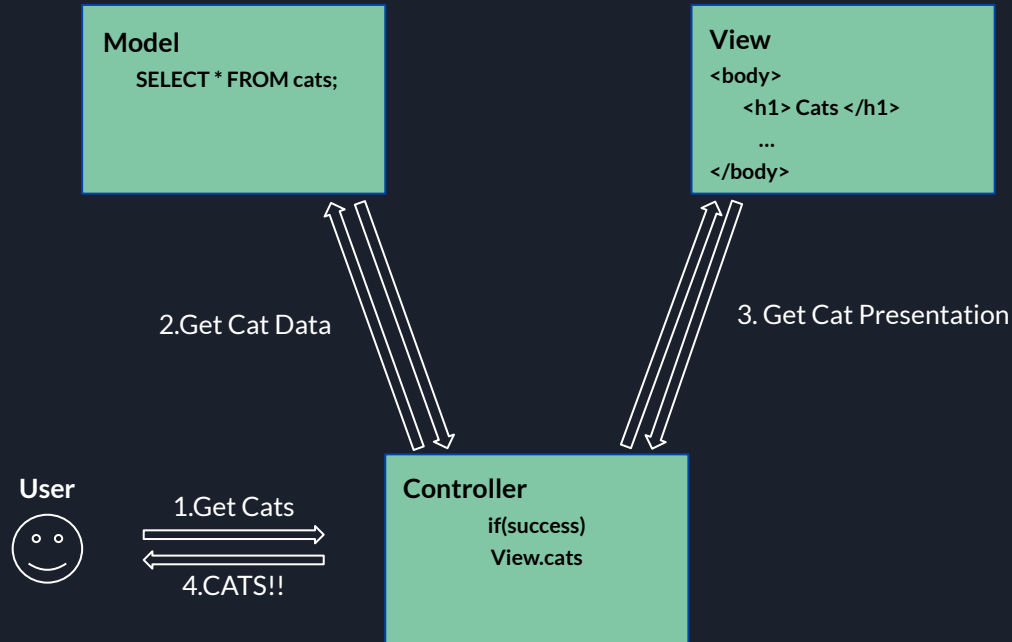 Model
SELECT * FROM cats;
View
<body>
<h1> Cats </h1>
...
</body>
2.Get Cat Data
3. Get Cat Presentation
User
1.Get Cats
4.CATS!!
Controller
if(success)
View.cats